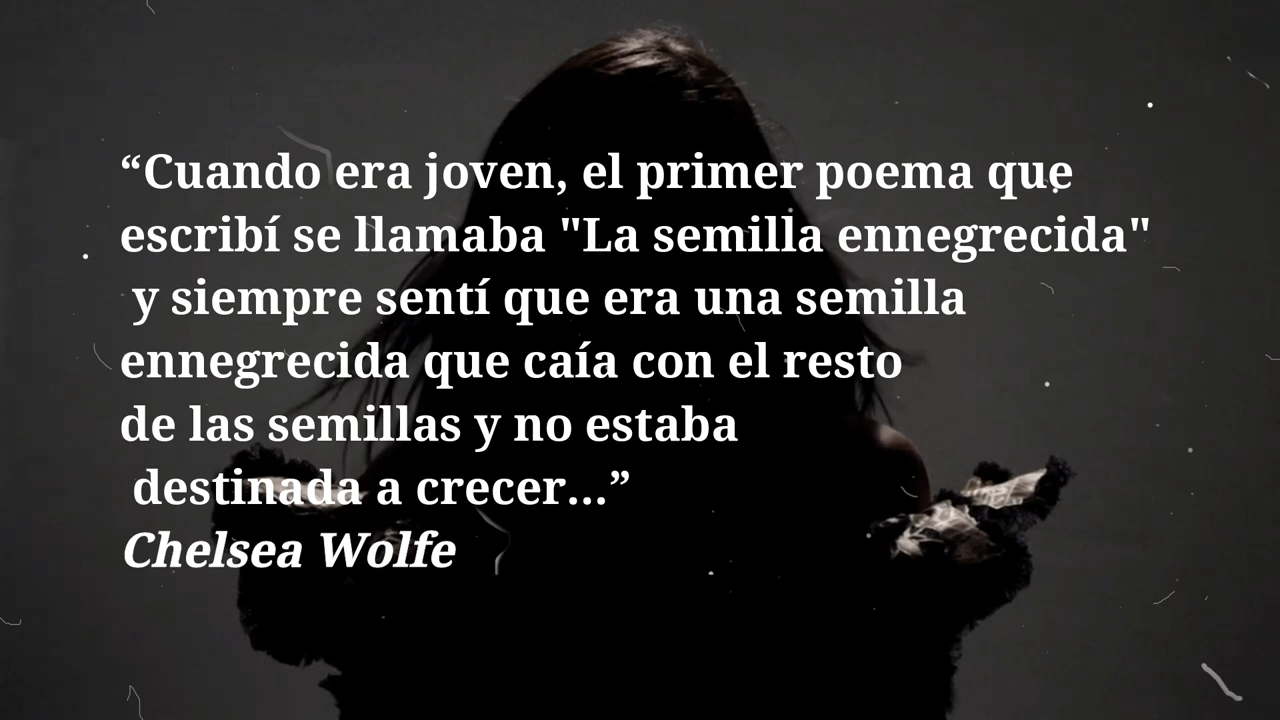 “Cuando era joven, el primer poema que
escribí se llamaba "La semilla ennegrecida"
y siempre sentí que era una semilla
ennegrecida que caía con el resto
de las semillas y no estaba
destinada a crecer...”
Chelsea Wolfe